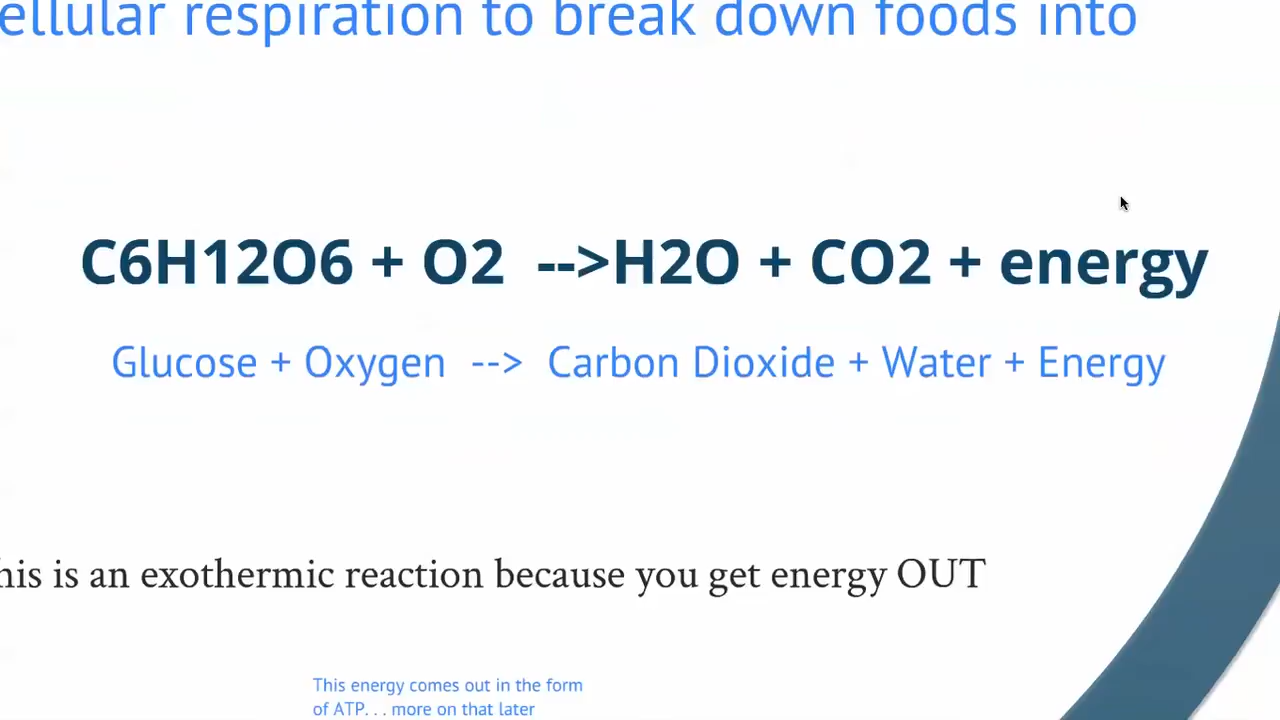 ellular respiration to break down foods into
C6H12O6 + O2 -->H2O + CO2 + energy
Glucose + Oxygen --> Carbon Dioxide + Water + Energy
his is an exothermic reaction because you get energy OUT
This energy comes out in the form
of ATP. . . more on that later